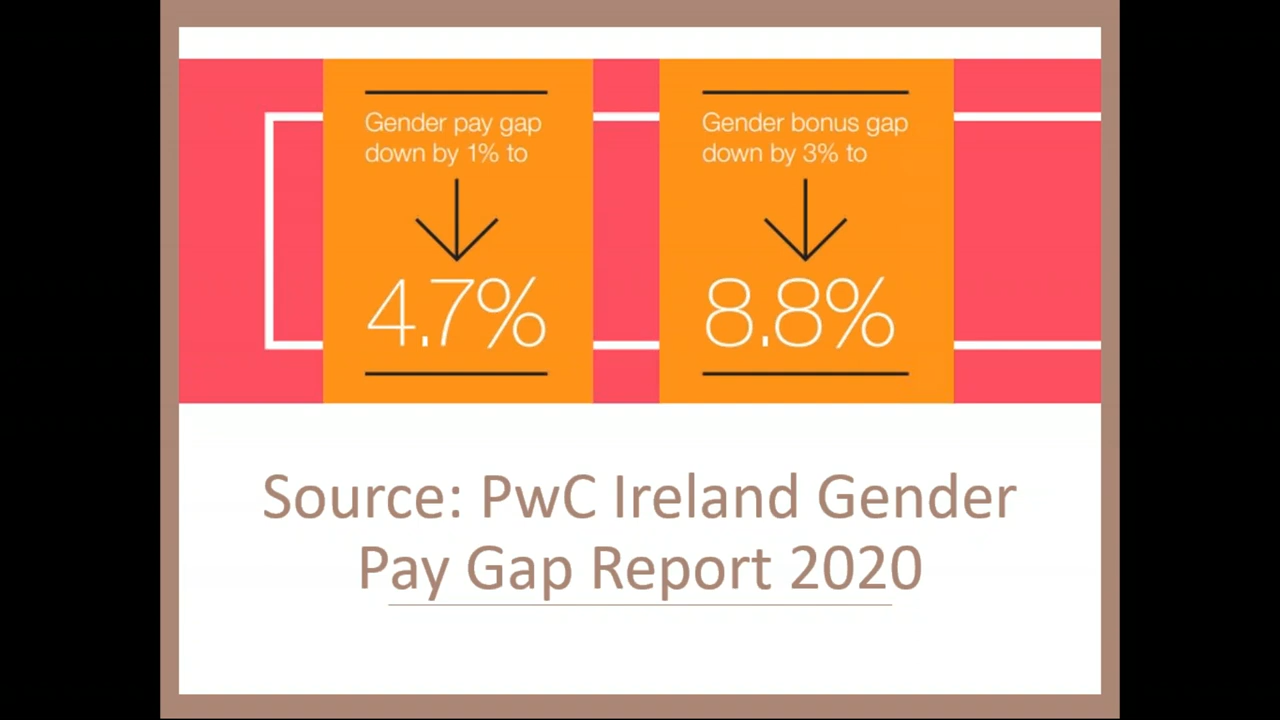 Gender pay gap
down by 1% to
4.7%
Gender bonus gap
down by 3% to
8.8%
Source: PwC Ireland Gender
Pay Gap Report 2020